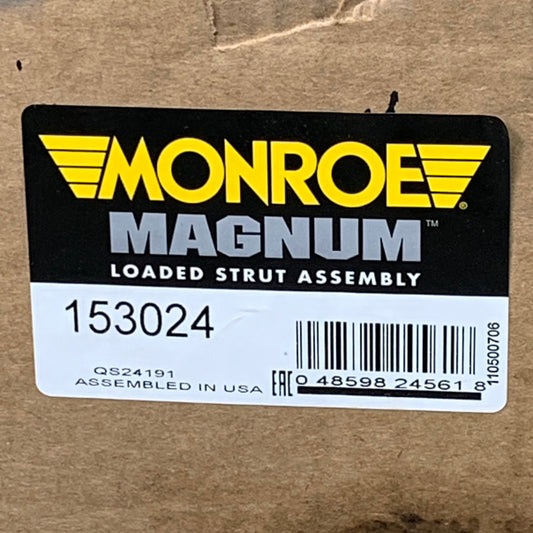 MONROE®
MAGNUM™
LOADED STRUT ASSEMBLY
153024
QS24191
ASSEMBLED IN USA
EAC
0 48598 24561 8
110500706